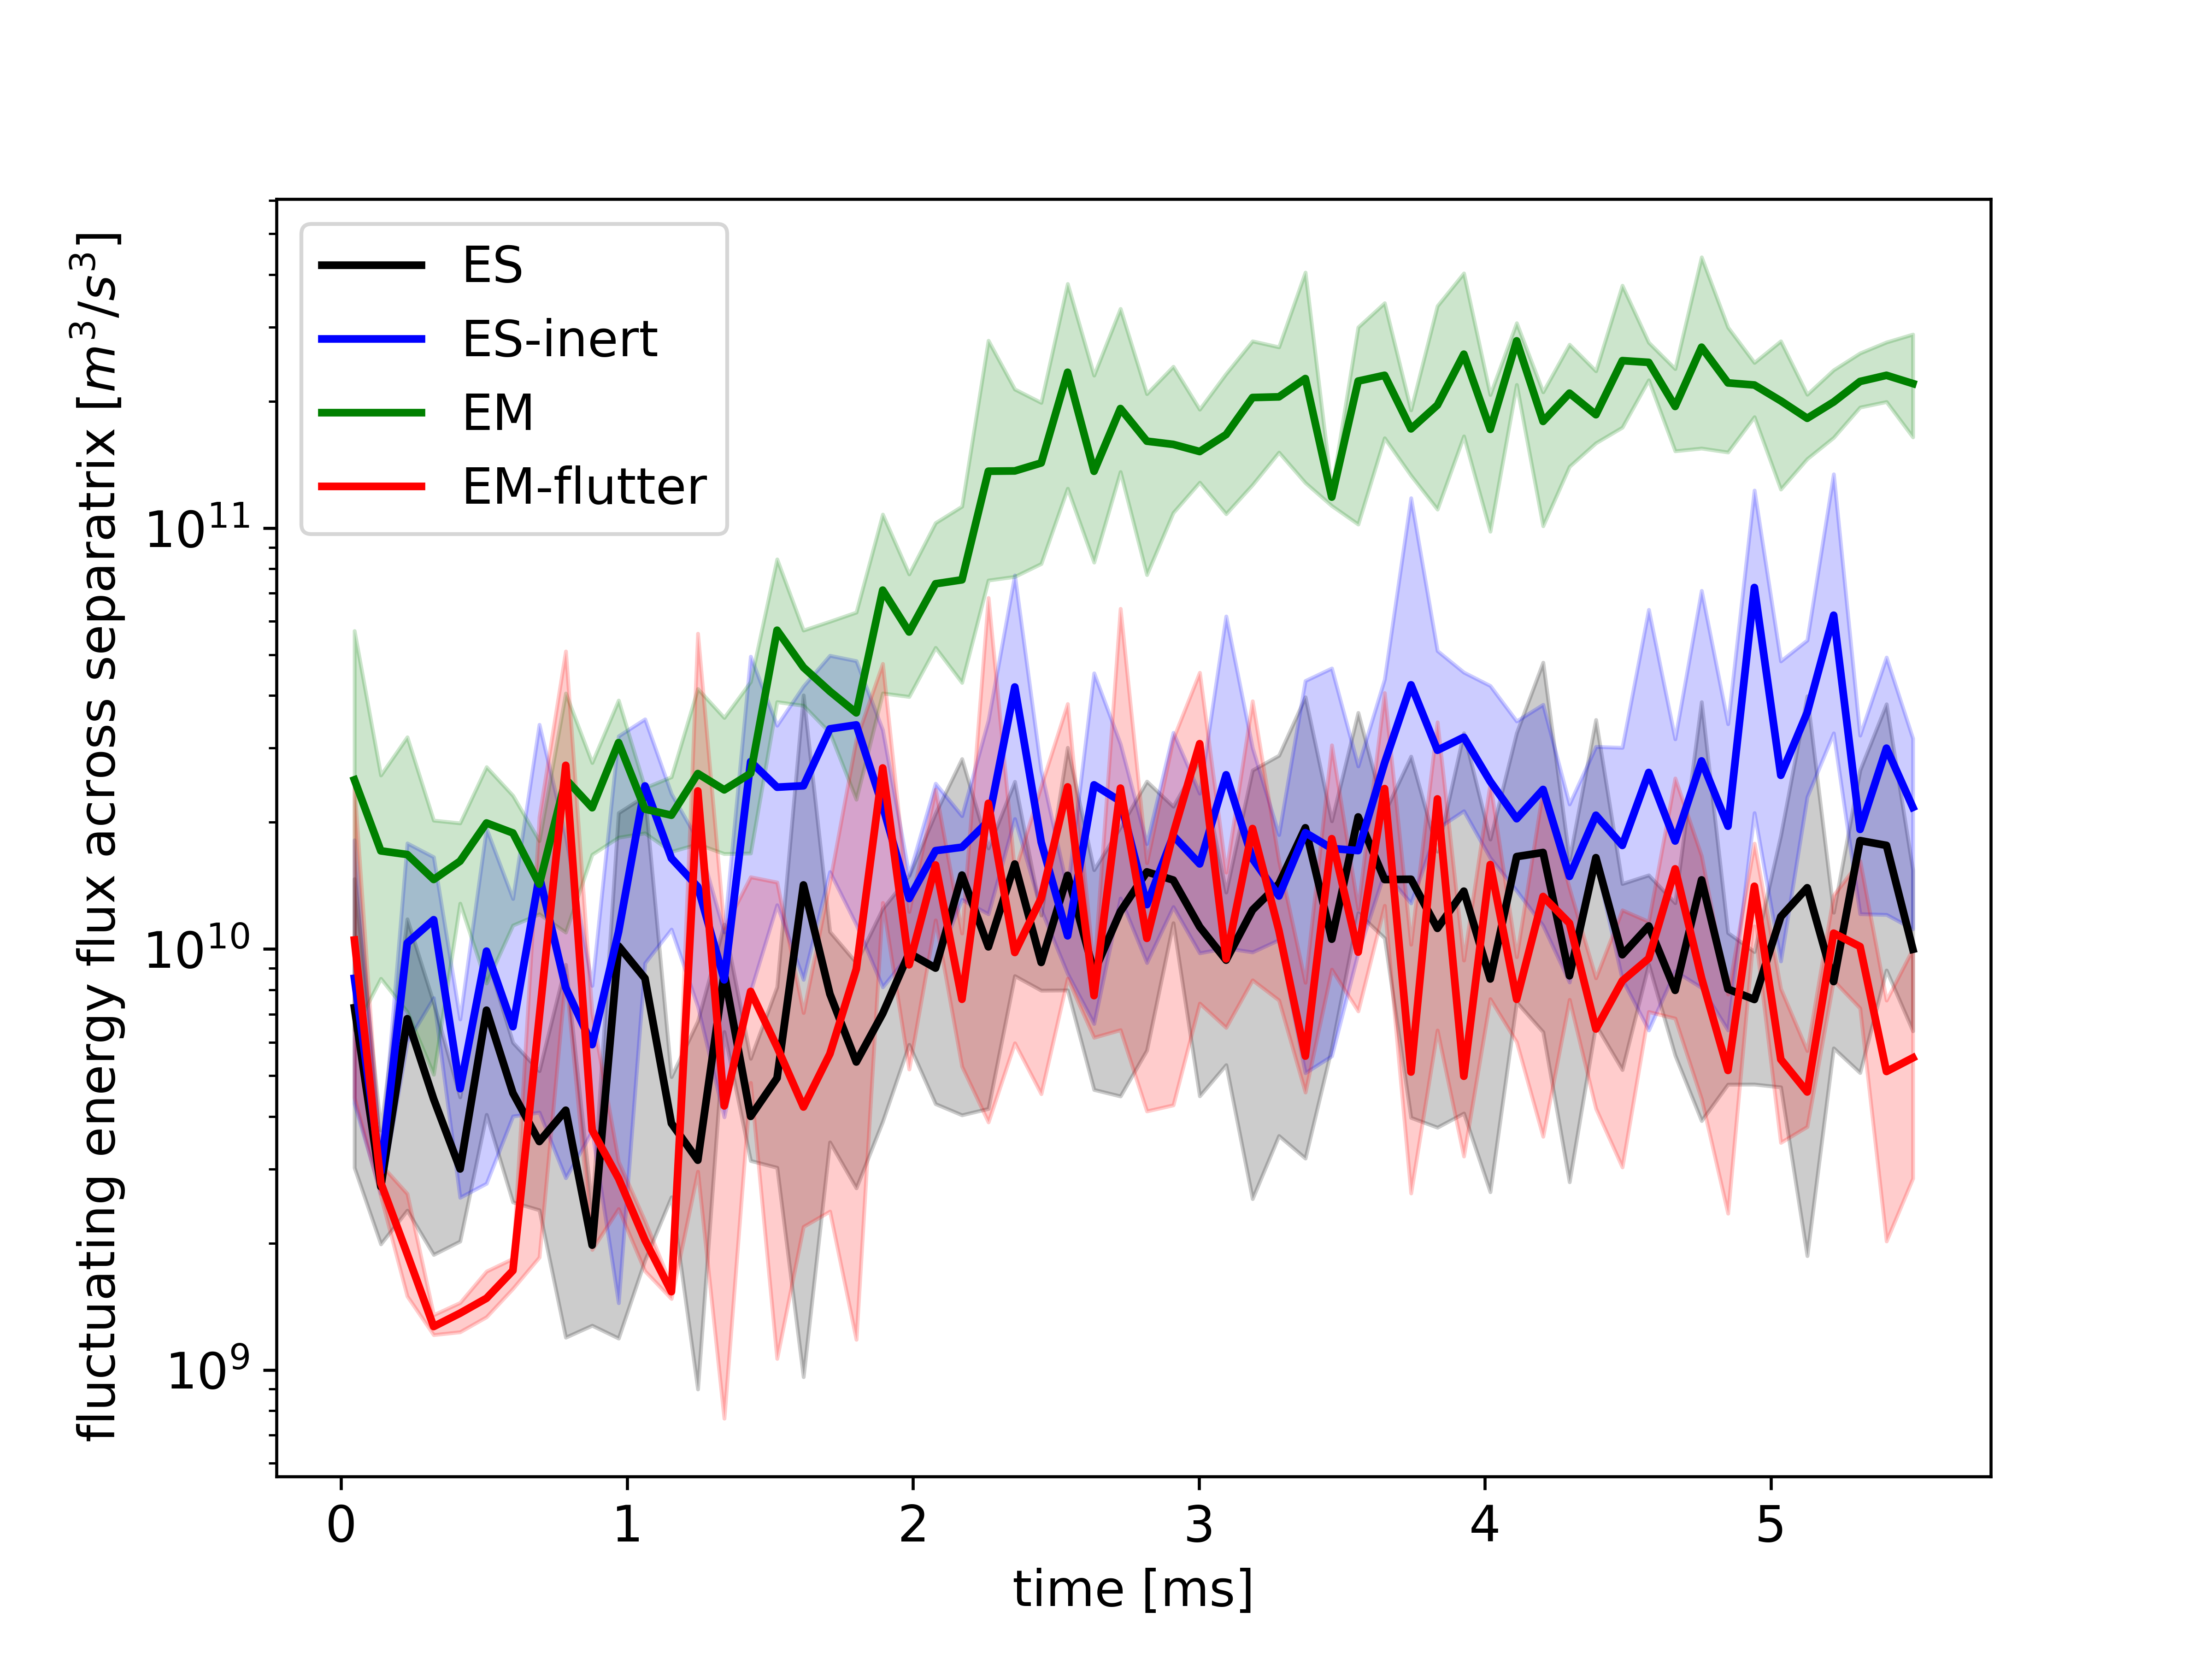 fluctuating energy flux across separatrix [$m^3/s^3$]
ES
ES-inert
EM
EM-flutter
10^11
10^10
10^9
0 1 2 3 4 5
time [ms]